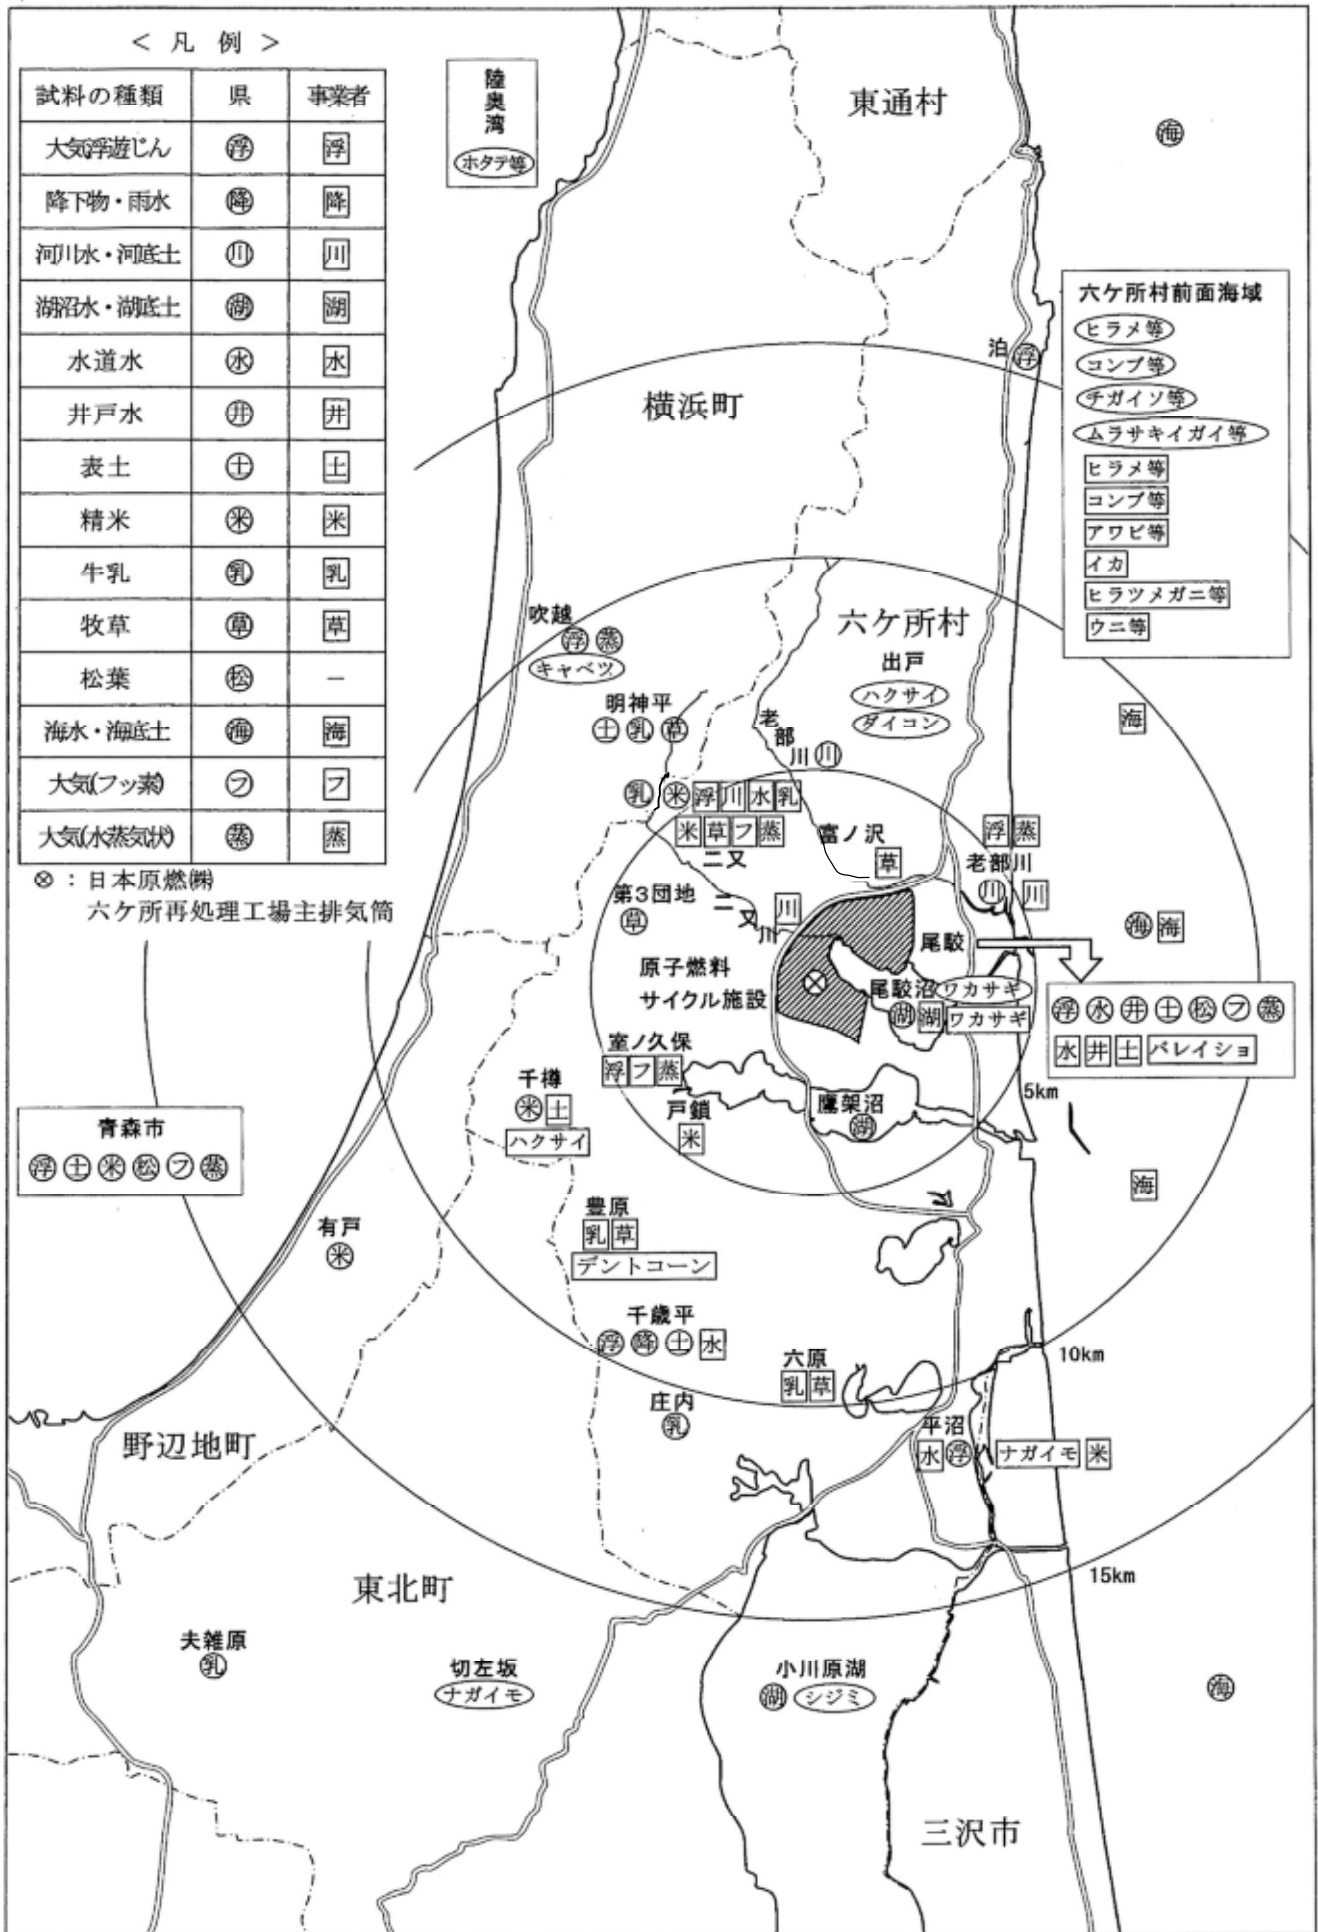 < 凡 例 >
試料の種類 県 事業者
大気浮遊じん 浮 浮
降下物・雨水 降 降
河川水・河底土 川 川
湖沼水・湖底土 湖 湖
水道水 水 水
井戸水 井 井
表土 土 土
精米 米 米
牛乳 乳 乳
牧草 草 草
松葉 松 －
海水・海底土 海 海
大気(フッ素) フ フ
大気(水蒸気状) 蒸 蒸
⊗：日本原燃㈱
六ケ所再処理工場主排気筒
陸奥湾
ホタテ等
東通村
海
六ケ所村前面海域
ヒラメ等
コンブ等
チガイソ等
ムラサキイガイ等
ヒラメ等
コンブ等
アワビ等
イカ
ヒラツメガニ等
ウニ等
泊 浮
横浜町
吹越
浮 蒸
キャベツ
六ケ所村
出戸
ハクサイ
ダイコン
明神平
土 乳 草
老部川 川
海
乳 米 浮 川 水 乳
米 草 フ 蒸
二又
富ノ沢
草
浮 蒸
老部川
川 川
第3団地
草
二又川 川
海 海
尾駮
原子燃料
サイクル施設
尾駮沼 ワカサギ
湖 湖 ワカサギ
浮 水 井 土 松 フ 蒸
水 井 土 バレイショ
室ノ久保
浮 フ 蒸
千樽
米 土
ハクサイ
戸鎖
米
鷹架沼
湖
5km
青森市
浮 土 米 松 フ 蒸
海
有戸
米
豊原
乳 草
デントコーン
千歳平
浮 降 土 水
六原
乳 草
10km
庄内
乳
平沼
水 浮 ナガイモ 米
野辺地町
東北町
15km
夫雑原
乳
切左坂
ナガイモ
小川原湖
湖 シジミ
海
三沢市